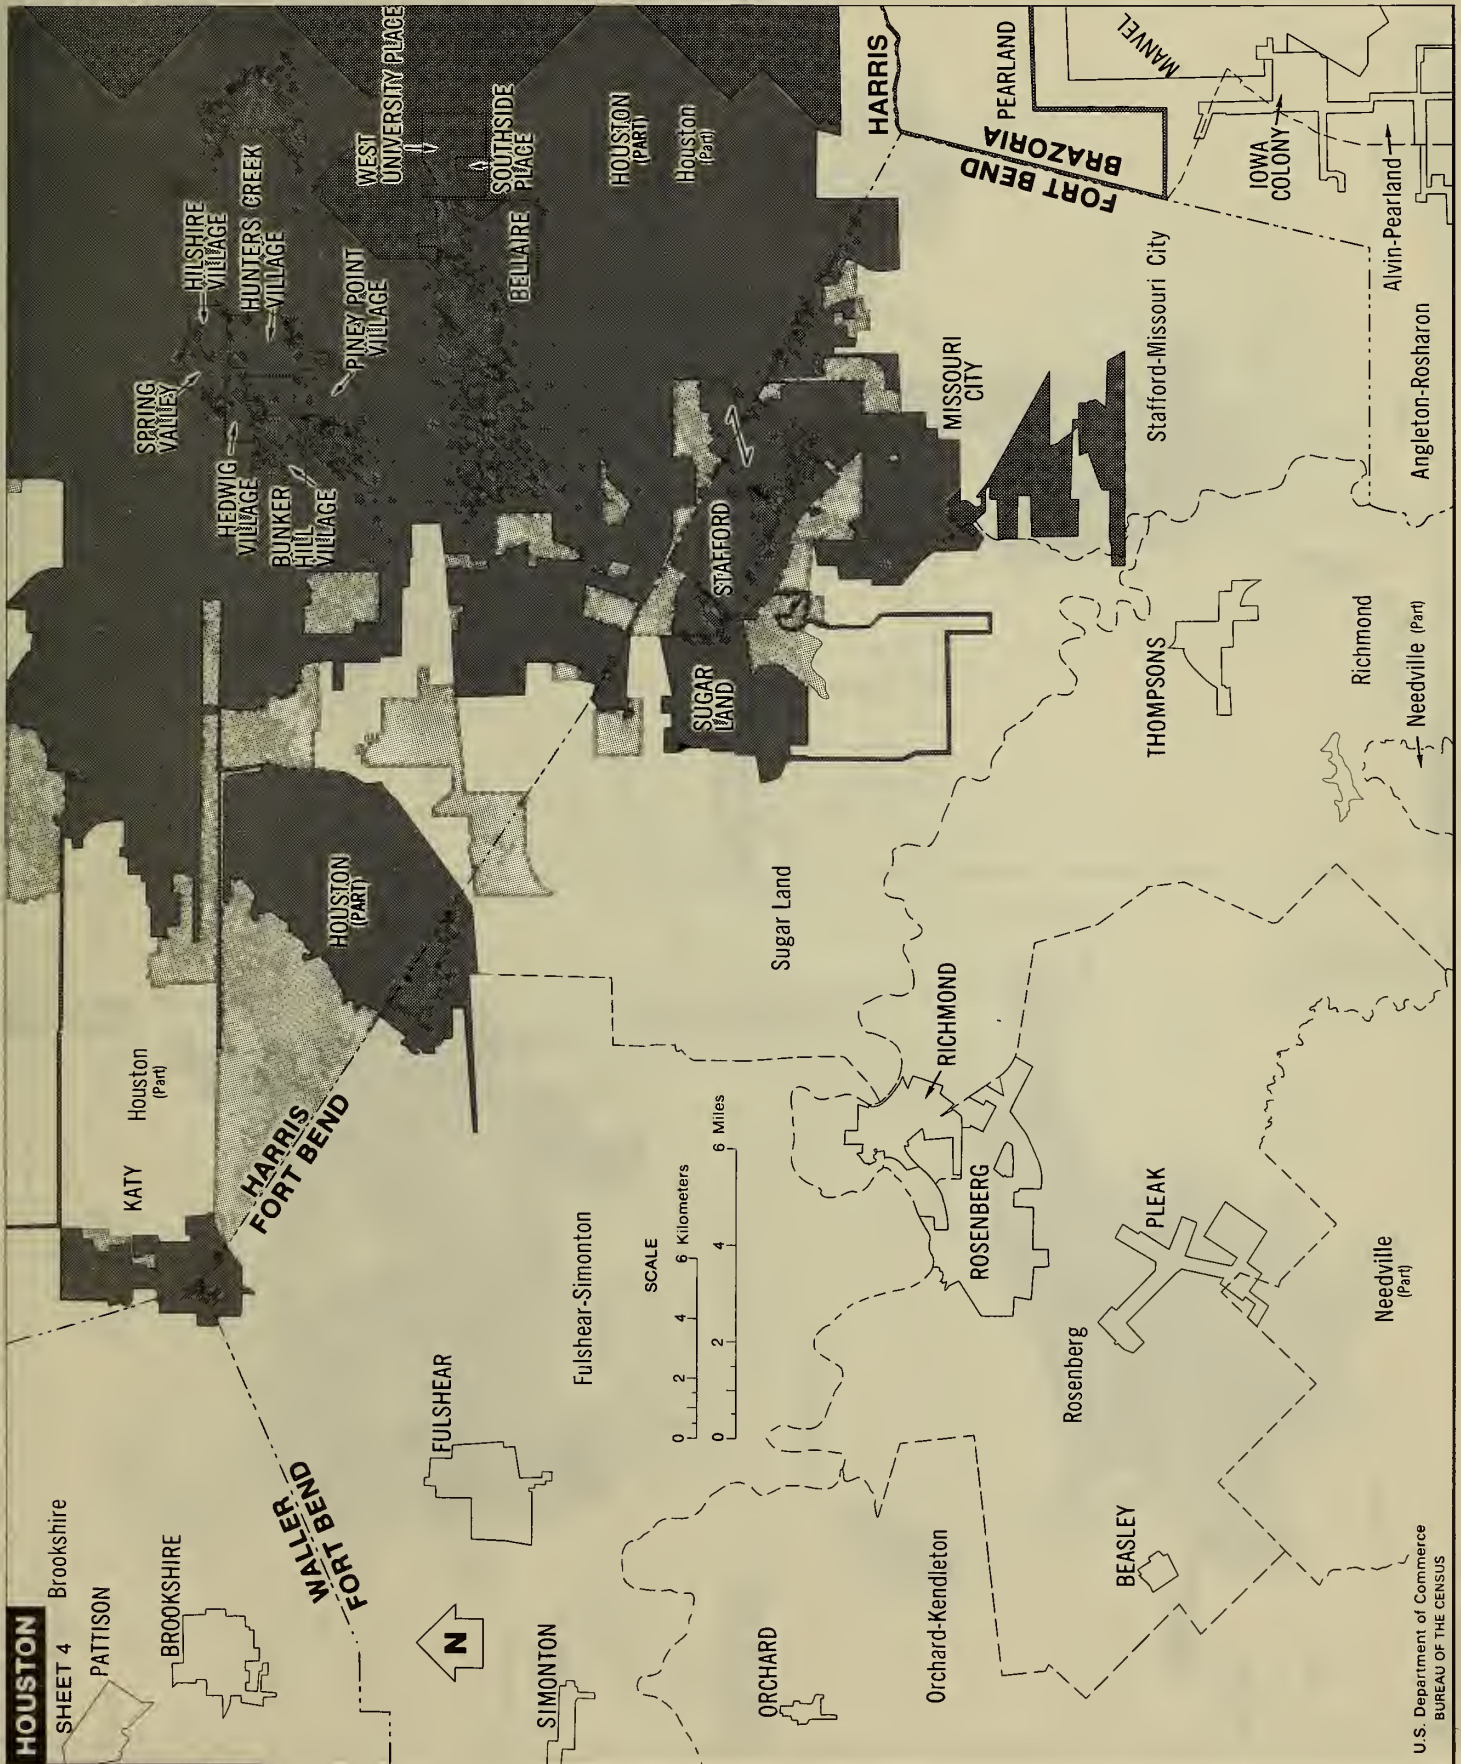 HOUSTON
SHEET 4
Brookshire
PATTISON
BROOKSHIRE
WALLER
FORT BEND
N
SIMONTON
FULSHEAR
Fulshear-Simonton
ORCHARD
Orchard-Kendleton
BEASLEY
U.S. Department of Commerce
BUREAU OF THE CENSUS
KATY
Houston
(Part)
HARRIS
FORT BEND
SCALE
0 2 4 6 Kilometers
0 2 4 6 Miles
RICHMOND
ROSENBERG
PLEAK
Rosenberg
Needville
(Part)
HOUSTON
(PART)
Sugar Land
SUGAR
LAND
STAFFORD
THOMPSONS
Richmond
Needville (Part)
SPRING
VALLEY
HILSHIRE
VILLAGE
HUNTERS CREEK
VILLAGE
HEDWIG
VILLAGE
BUNKER
HILL
VILLAGE
PINEY POINT
VILLAGE
WEST
UNIVERSITY PLACE
SOUTHSIDE
PLACE
BELLAIRE
HOUSTON
(PART)
Houston
(Part)
MISSOURI
CITY
Stafford-Missouri City
HARRIS
PEARLAND
BRAZORIA
FORT BEND
MANVEL
IOWA
COLONY
Alvin-Pearland
Angleton-Rosharon